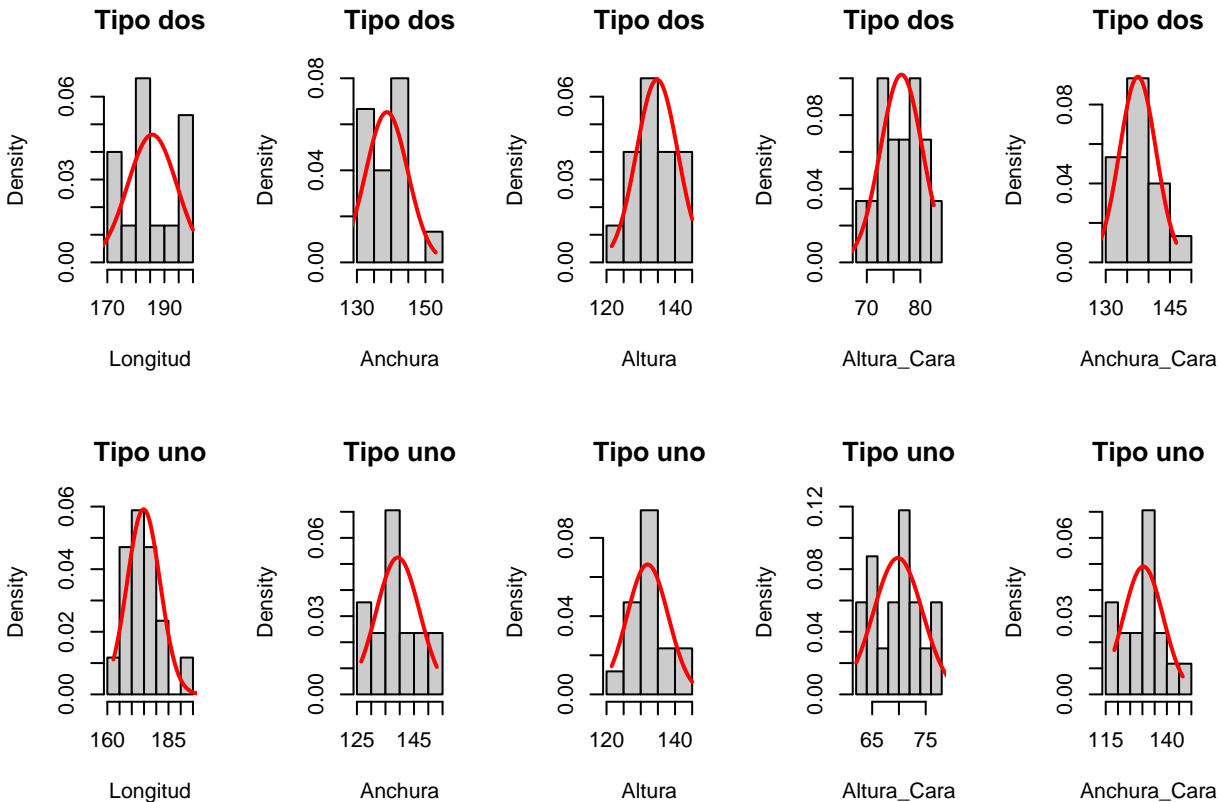 Tipo dos
Density
0.00 0.03 0.06
170 190
Longitud
Tipo dos
Density
0.00 0.04 0.08
130 150
Anchura
Tipo dos
Density
0.00 0.03 0.06
120 140
Altura
Tipo dos
Density
0.00 0.04 0.08
70 80
Altura_Cara
Tipo dos
Density
0.00 0.04 0.08
130 145
Anchura_Cara
Tipo uno
Density
0.00 0.02 0.04 0.06
160 185
Longitud
Tipo uno
Density
0.00 0.03 0.06
125 145
Anchura
Tipo uno
Density
0.00 0.04 0.08
120 140
Altura
Tipo uno
Density
0.00 0.04 0.08 0.12
65 75
Altura_Cara
Tipo uno
Density
0.00 0.03 0.06
115 140
Anchura_Cara